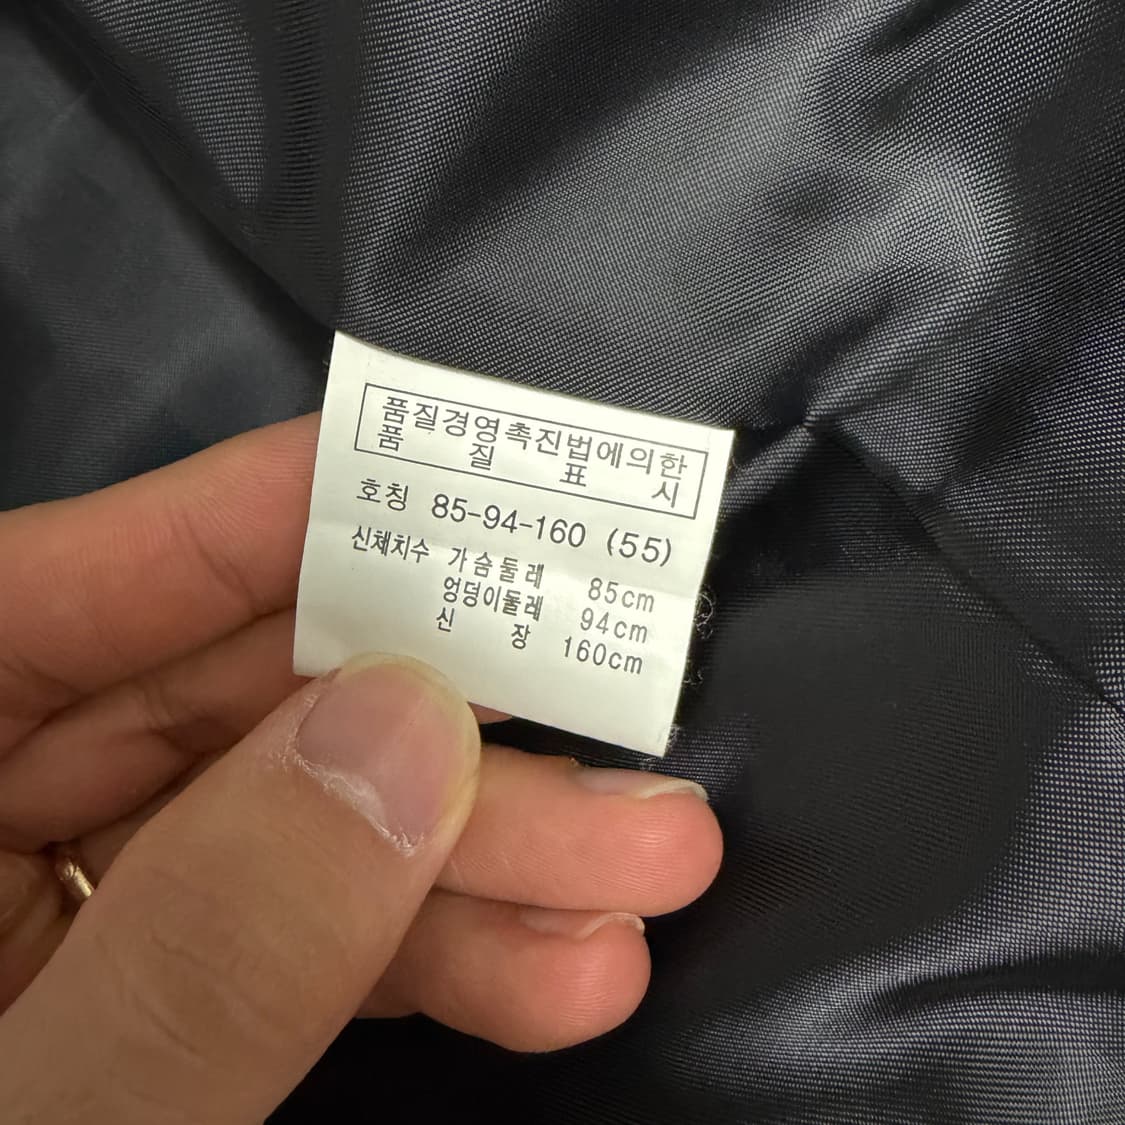 품질경영촉진법에의한
품 질 표 시
호칭 85-94-160 (55)
신체치수 가슴둘레 85cm
엉덩이둘레 94cm
신 장 160cm